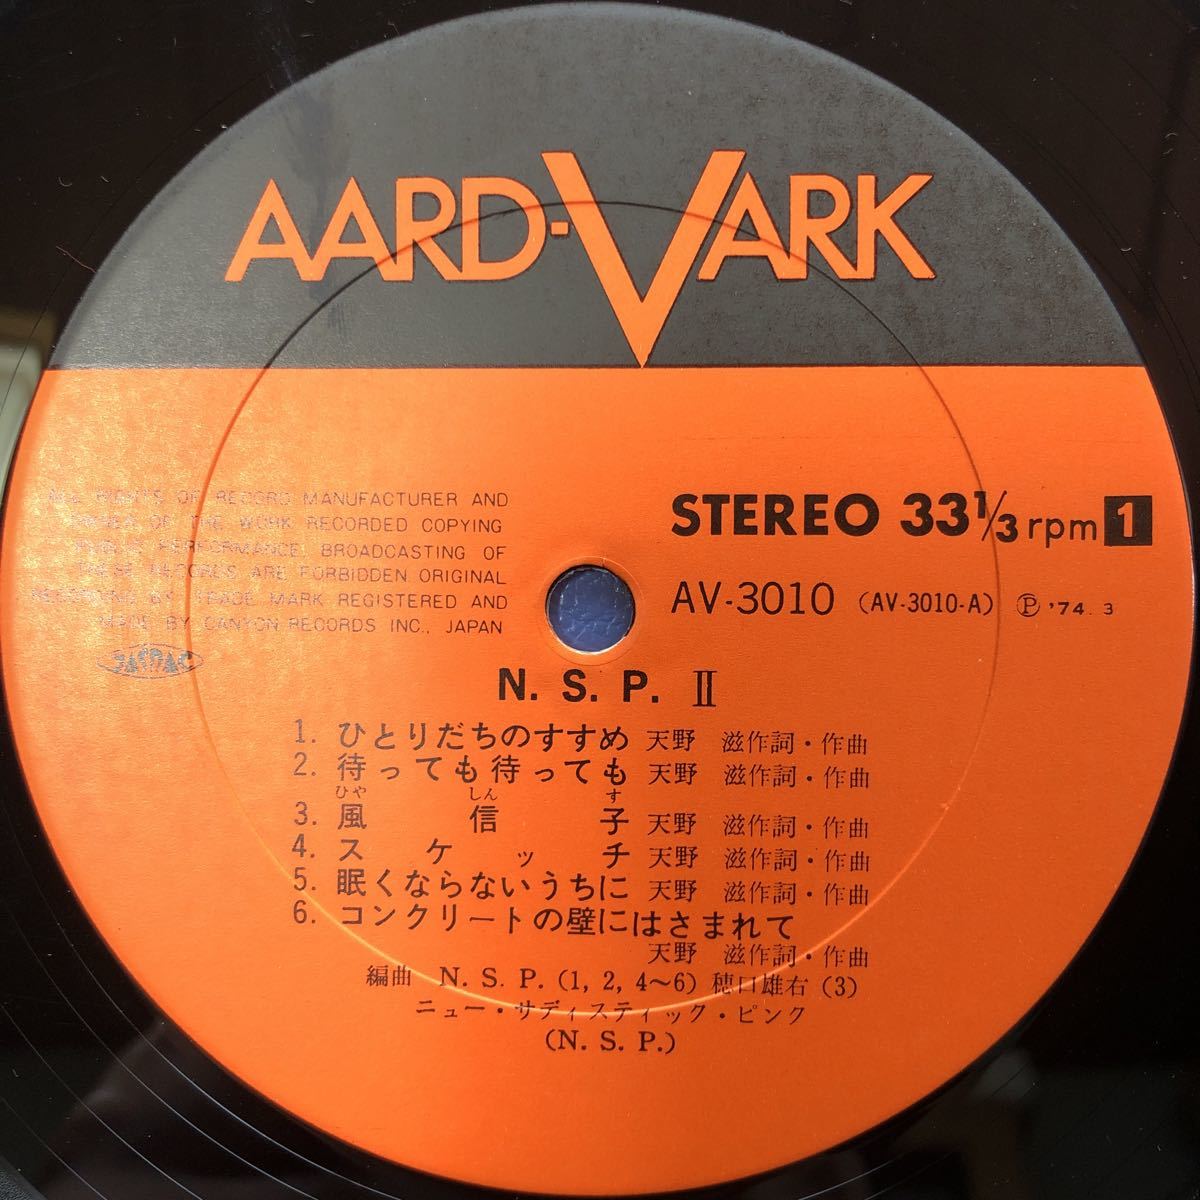 AARD-VARK
ALL RIGHTS OF RECORD MANUFACTURER AND
OWNER OF THE WORK RECORDED COPYING
PUBLIC PERFORMANCE, BROADCASTING OF
THESE RECORDS ARE FORBIDDEN. ORIGINAL
RECORDING BY TRADE MARK REGISTERED AND
MADE BY CANYON RECORDS INC., JAPAN
JASRAC
STEREO 33 1/3 rpm 1
AV-3010 (AV-3010-A) Ⓟ '74. 3
N. S. P. Ⅱ
1. ひとりだちのすすめ 天野 滋作詞・作曲
2. 待っても待っても 天野 滋作詞・作曲
ひや しん す
3. 風信子 天野 滋作詞・作曲
4. スケッチ 天野 滋作詞・作曲
5. 眠くならないうちに 天野 滋作詞・作曲
6. コンクリートの壁にはさまれて
天野 滋作詞・作曲
編曲 N. S. P. (1, 2, 4〜6) 穂口雄右 (3)
ニュー・サディスティック・ピンク
(N. S. P.)